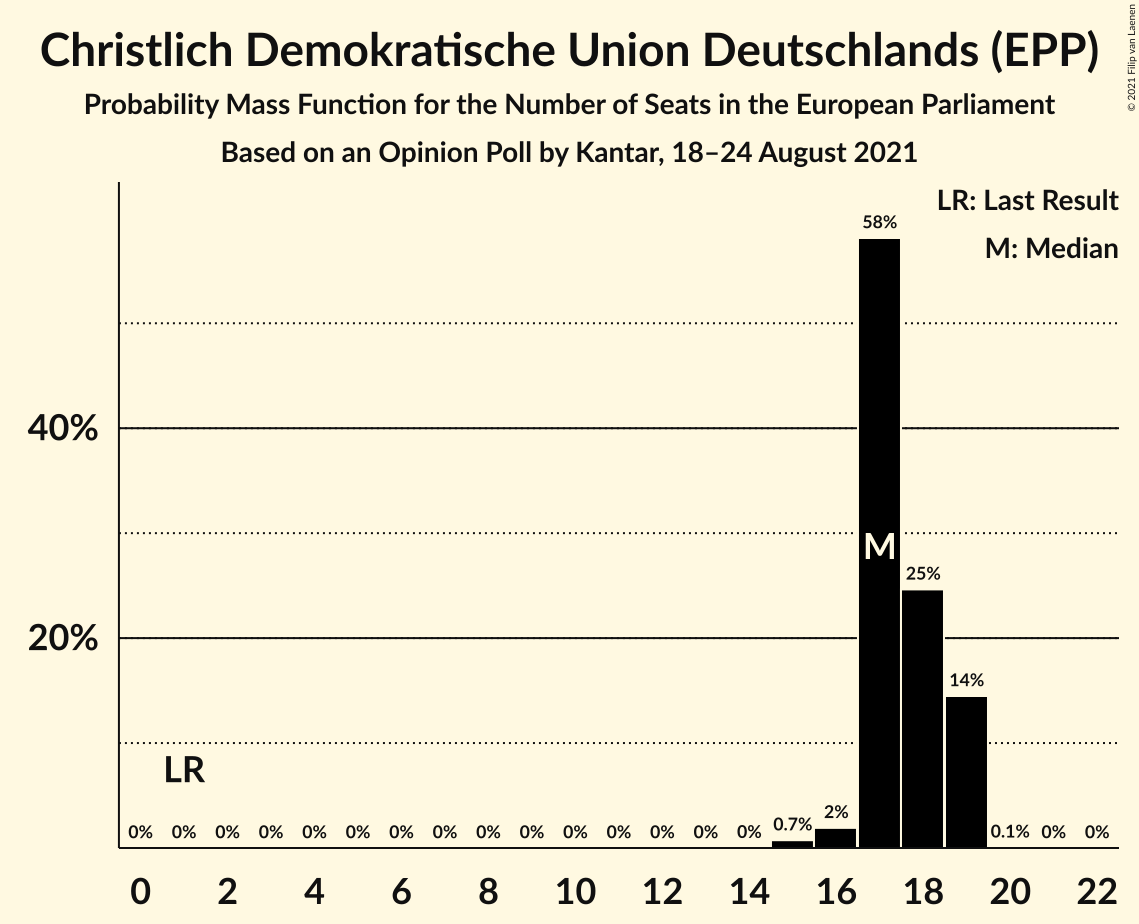 Christlich Demokratische Union Deutschlands (EPP)
Probability Mass Function for the Number of Seats in the European Parliament
Based on an Opinion Poll by Kantar, 18–24 August 2021
© 2021 Filip van Laenen
LR: Last Result
M: Median
58%
40%
M
25%
20%
14%
LR
0% 0% 0% 0% 0% 0% 0% 0% 0% 0% 0% 0% 0% 0% 0% 0.7% 2% 0.1% 0% 0%
0 2 4 6 8 10 12 14 16 18 20 22